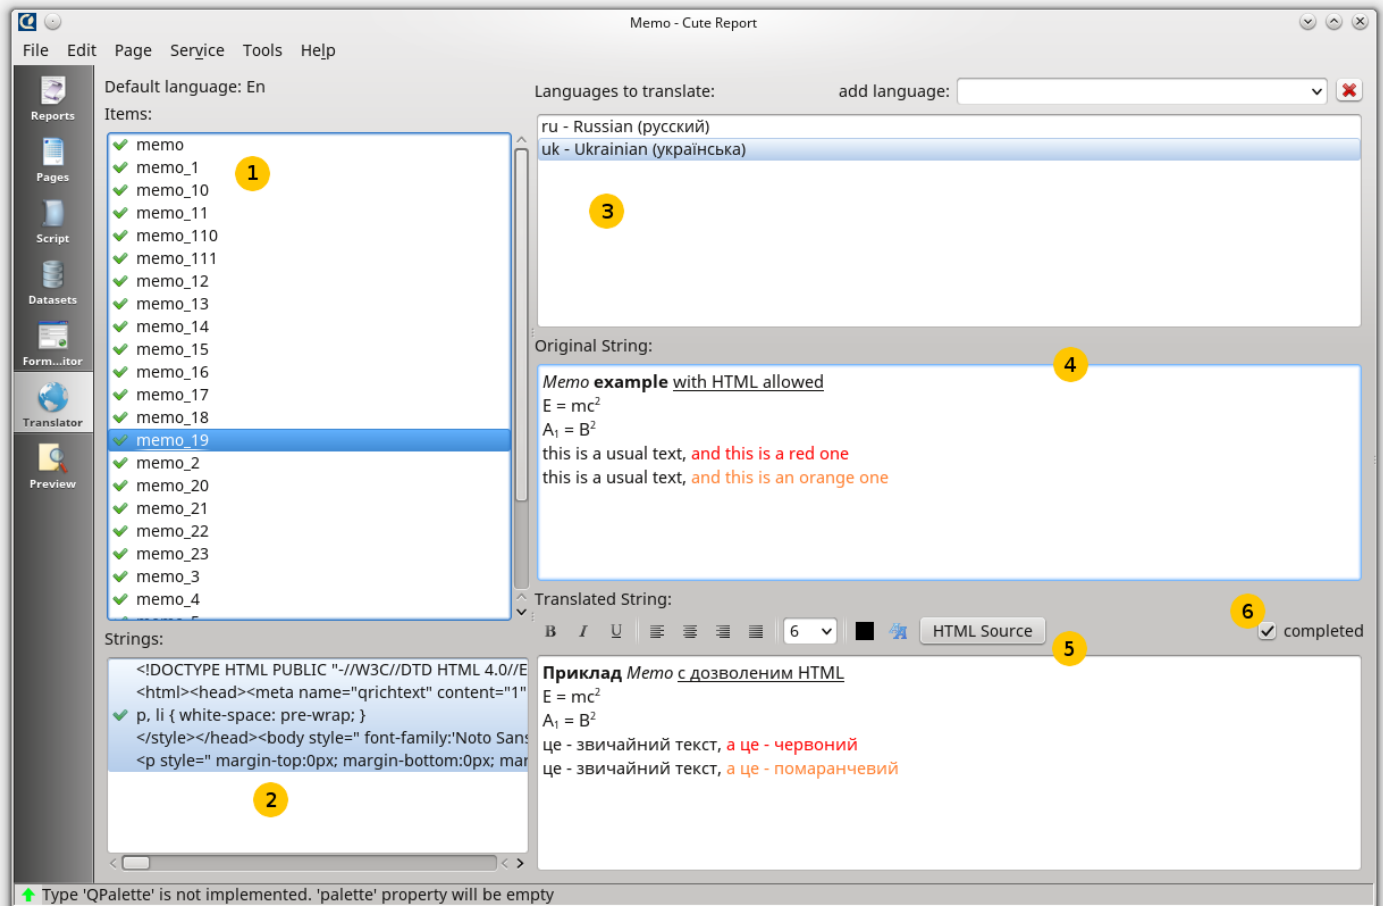 Memo - Cute Report
File Edit Page Service Tools Help
Reports
Pages
Script
Datasets
Form...itor
Translator
Preview
Default language: En
Items:
memo
memo_1
1
memo_10
memo_11
memo_110
memo_111
memo_12
memo_13
memo_14
memo_15
memo_16
memo_17
memo_18
memo_19
memo_2
memo_20
memo_21
memo_22
memo_23
memo_3
memo_4
Strings:
<!DOCTYPE HTML PUBLIC "-//W3C//DTD HTML 4.0//E
<html><head><meta name="qrichtext" content="1"
p, li { white-space: pre-wrap; }
</style></head><body style=" font-family:'Noto Sans
<p style=" margin-top:0px; margin-bottom:0px; mar
2
Languages to translate: add language:
ru - Russian (русский)
uk - Ukrainian (українська)
3
Original String:
4
Memo example with HTML allowed
E = mc²
A₁ = B²
this is a usual text, and this is a red one
this is a usual text, and this is an orange one
Translated String:
6
B I U 6 HTML Source completed
5
Приклад Memo с дозволеним HTML
E = mc²
A₁ = B²
це - звичайний текст, а це - червоний
це - звичайний текст, а це - помаранчевий
Type 'QPalette' is not implemented. 'palette' property will be empty